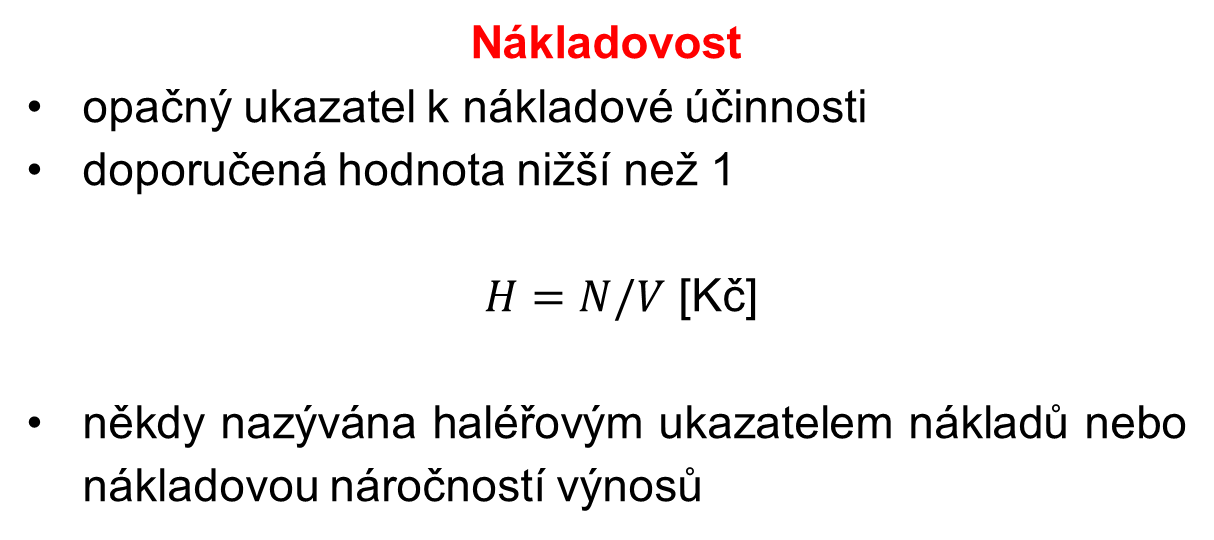 Nákladovost
• opačný ukazatel k nákladové účinnosti
• doporučená hodnota nižší než 1
H = N/V [Kč]
• někdy nazývána haléřovým ukazatelem nákladů nebo
nákladovou náročností výnosů